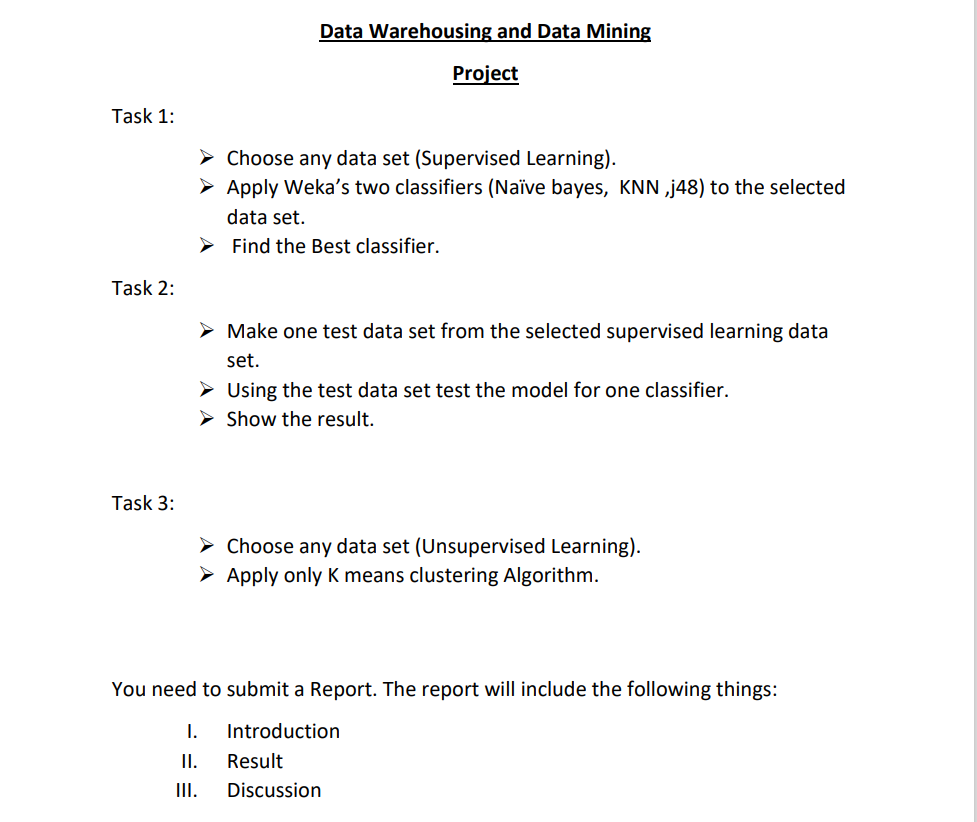 Data Warehousing and Data Mining
Project
Task 1:
➢ Choose any data set (Supervised Learning).
➢ Apply Weka’s two classifiers (Naïve bayes,  KNN ,j48) to the selected
data set.
➢ Find the Best classifier.
Task 2:
➢ Make one test data set from the selected supervised learning data
set.
➢ Using the test data set test the model for one classifier.
➢ Show the result.
Task 3:
➢ Choose any data set (Unsupervised Learning).
➢ Apply only K means clustering Algorithm.
You need to submit a Report. The report will include the following things:
I. Introduction
II. Result
III. Discussion